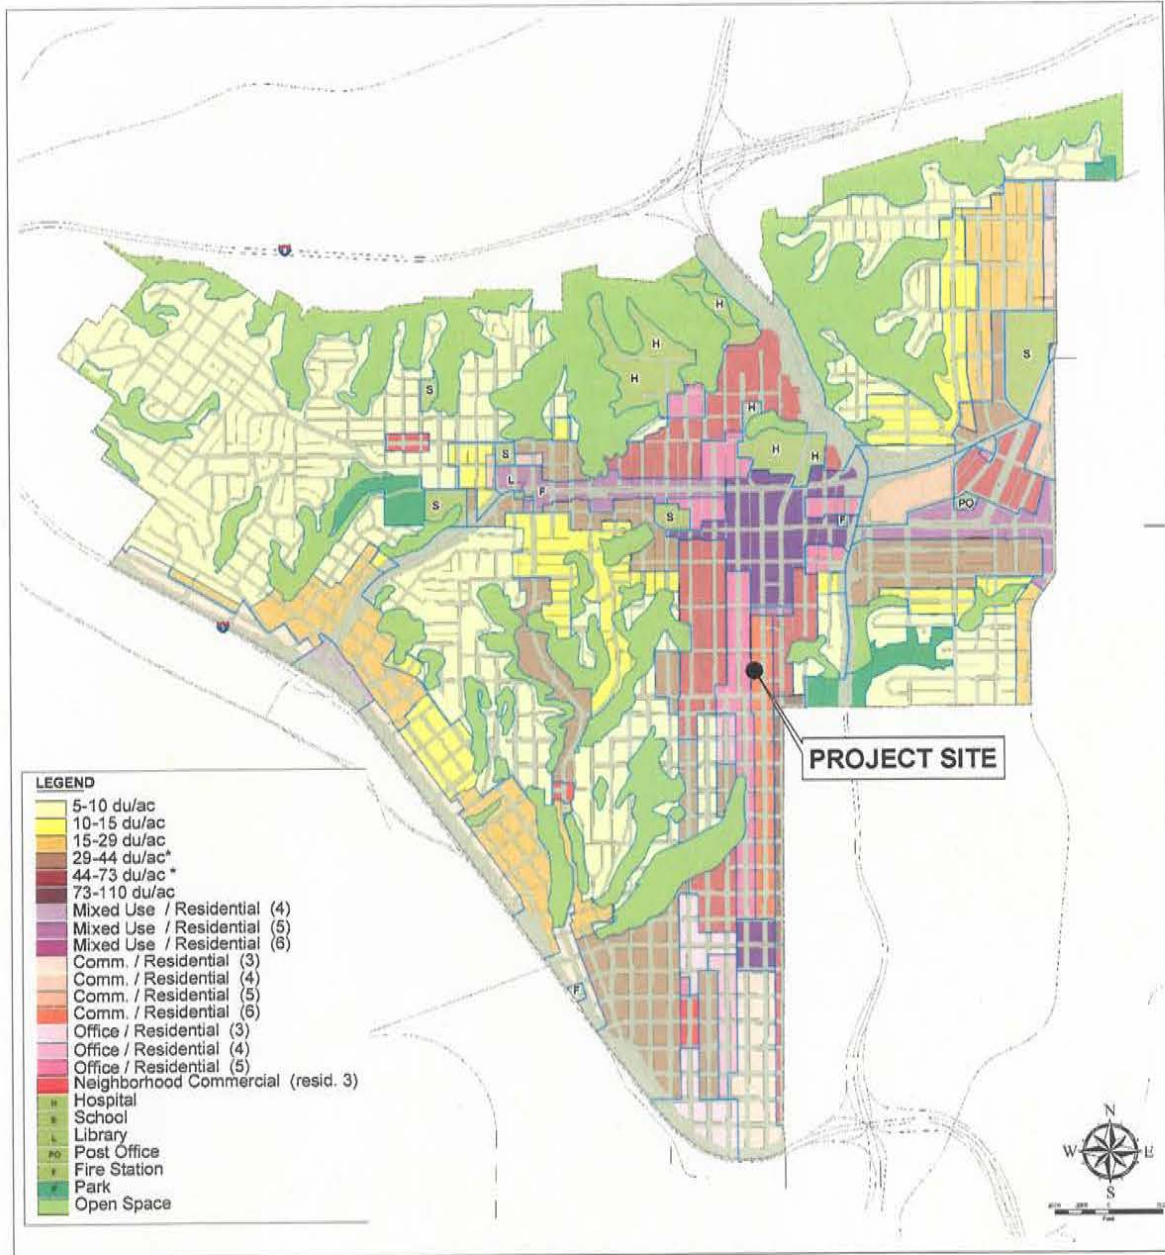 H
H
H
S
S
H
H
S
L
F
S
S
F
PO
PROJECT SITE
F
LEGEND
5-10 du/ac
10-15 du/ac
15-29 du/ac
29-44 du/ac*
44-73 du/ac *
73-110 du/ac
Mixed Use / Residential (4)
Mixed Use / Residential (5)
Mixed Use / Residential (6)
Comm. / Residential (3)
Comm. / Residential (4)
Comm. / Residential (5)
Comm. / Residential (6)
Office / Residential (3)
Office / Residential (4)
Office / Residential (5)
Neighborhood Commercial (resid. 3)
H Hospital
S School
L Library
PO Post Office
F Fire Station
P Park
Open Space
N
W E
S